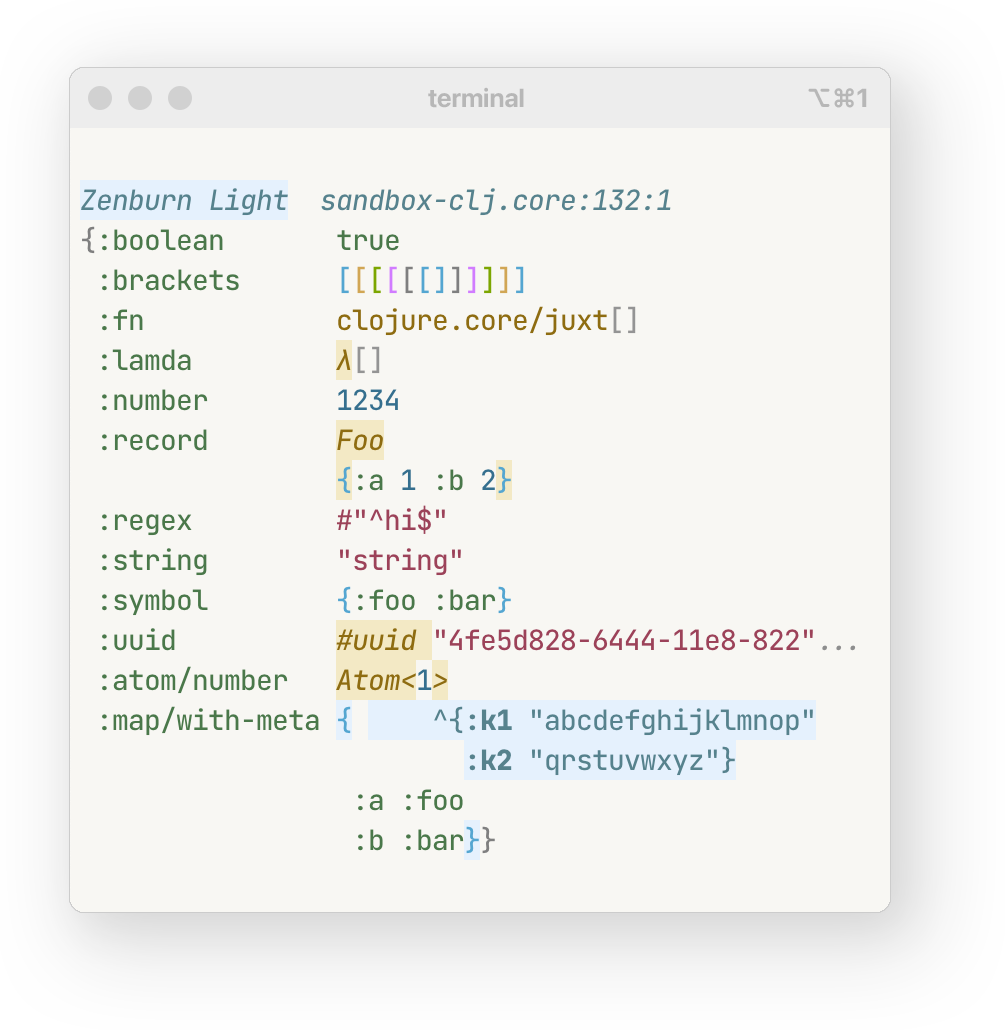 terminal ⌥⌘1
Zenburn Light  sandbox-clj.core:132:1
{:boolean       true
 :brackets      [[[[[[]]]]]]
 :fn            clojure.core/juxt[]
 :lamda         λ[]
 :number        1234
 :record        Foo
                {:a 1 :b 2}
 :regex         #"^hi$"
 :string        "string"
 :symbol        {:foo :bar}
 :uuid          #uuid "4fe5d828-6444-11e8-822"...
 :atom/number   Atom<1>
 :map/with-meta {     ^{:k1 "abcdefghijklmnop"
                        :k2 "qrstuvwxyz"}
                 :a :foo
                 :b :bar}}